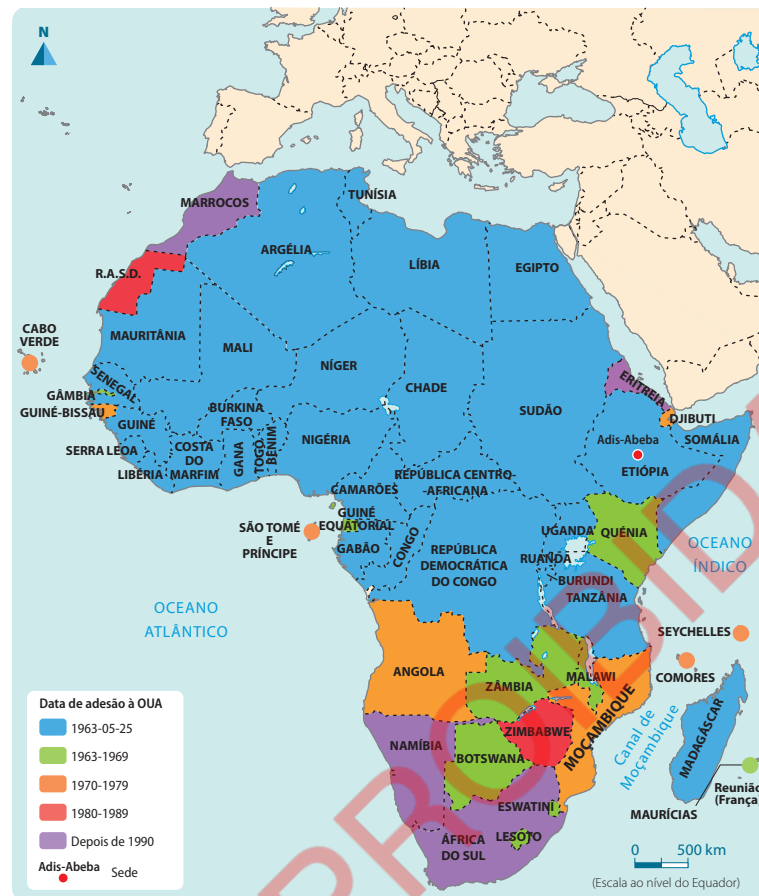 N
MARROCOS
TUNÍSIA
ARGÉLIA
LÍBIA
EGIPTO
R.A.S.D.
CABO
VERDE
MAURITÂNIA
MALI
NÍGER
CHADE
SUDÃO
ERITREIA
SENEGAL
GÂMBIA
GUINÉ-BISSAU
GUINÉ
BURKINA
FASO
SERRA LEOA
LIBÉRIA
COSTA
DO
MARFIM
GANA
TOGO
BENIM
NIGÉRIA
DJIBUTI
SOMÁLIA
Adis-Abeba
ETIÓPIA
CAMARÕES
REPÚBLICA CENTRO-
-AFRICANA
GUINÉ
EQUATORIAL
SÃO TOMÉ
E
PRÍNCIPE
GABÃO
CONGO
REPÚBLICA
DEMOCRÁTICA
DO CONGO
UGANDA
QUÉNIA
RUANDA
BURUNDI
TANZÂNIA
OCEANO
ÍNDICO
OCEANO
ATLÂNTICO
SEYCHELLES
COMORES
ANGOLA
ZÂMBIA
MALAWI
MOÇAMBIQUE
Canal de
Moçambique
MADAGÁSCAR
NAMÍBIA
ZIMBABWE
BOTSWANA
Reunião
(França)
MAURÍCIAS
ESWATINÍ
LESOTO
ÁFRICA
DO SUL
Data de adesão à OUA
1963-05-25
1963-1969
1970-1979
1980-1989
Depois de 1990
Adis-Abeba Sede
0 500 km
(Escala ao nível do Equador)
PROIBID